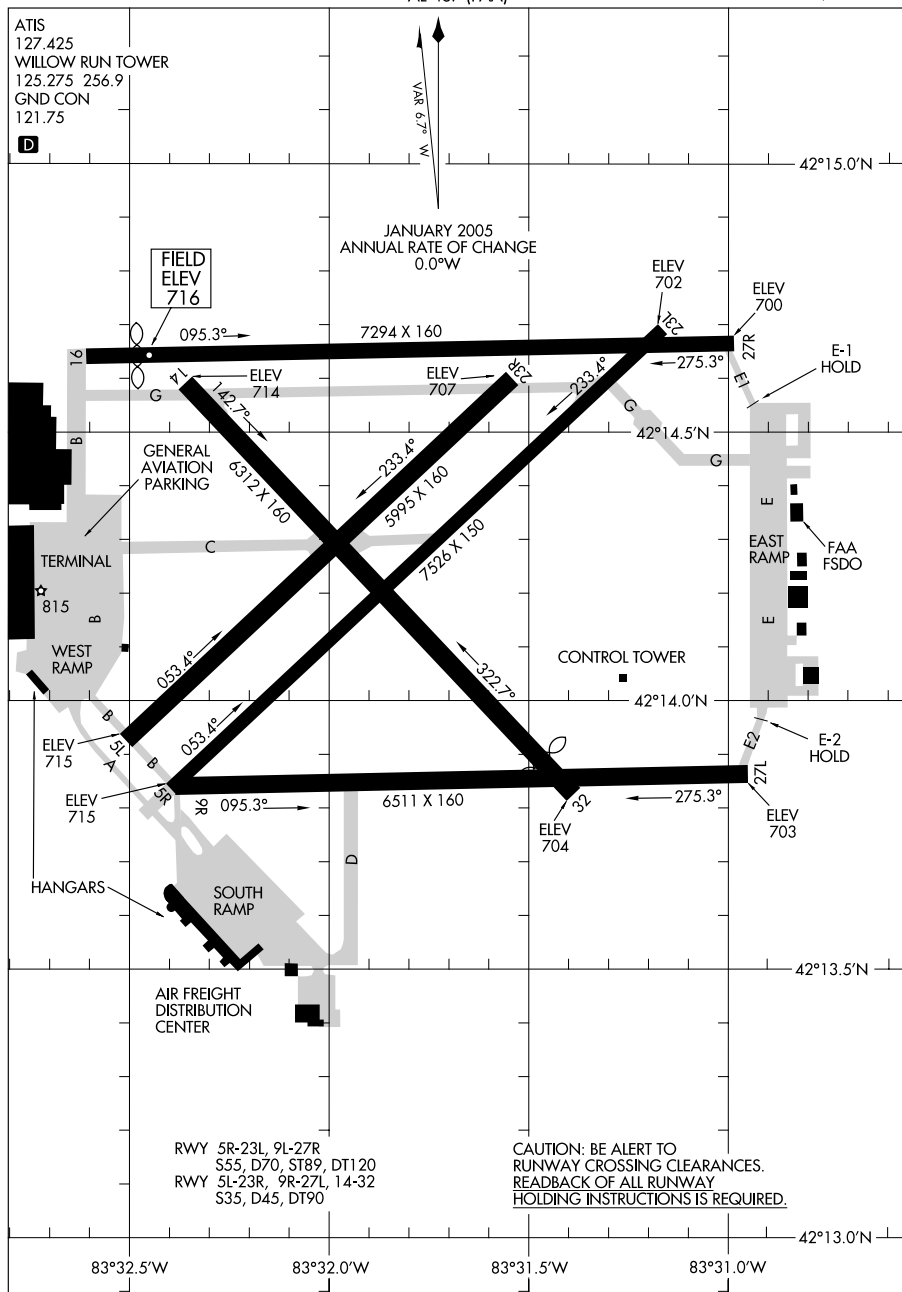 AL-457 (FAA)
ATIS
127.425
WILLOW RUN TOWER
125.275 256.9
GND CON
121.75
D
VAR 6.7° W
42°15.0'N
JANUARY 2005
ANNUAL RATE OF CHANGE
0.0°W
FIELD
ELEV
716
ELEV
702
ELEV
700
095.3°
7294 X 160
23L
27R
9L
275.3°
E1
E-1
HOLD
14
ELEV
714
ELEV
707
23R
233.4°
G
142.7°
G
42°14.5'N
B
GENERAL
AVIATION
PARKING
6312 X 160
233.4°
5995 X 160
G
E
C
7526 X 150
EAST
RAMP
FAA
FSDO
TERMINAL
815
B
E
WEST
RAMP
053.4°
322.7°
CONTROL TOWER
42°14.0'N
B
053.4°
E-2
HOLD
E2
ELEV
715
5L
A
B
27L
ELEV
715
5R
9R
095.3°
6511 X 160
275.3°
32
ELEV
704
ELEV
703
D
HANGARS
SOUTH
RAMP
42°13.5'N
AIR FREIGHT
DISTRIBUTION
CENTER
RWY 5R-23L, 9L-27R
S55, D70, ST89, DT120
RWY 5L-23R, 9R-27L, 14-32
S35, D45, DT90
CAUTION: BE ALERT TO
RUNWAY CROSSING CLEARANCES.
READBACK OF ALL RUNWAY
HOLDING INSTRUCTIONS IS REQUIRED.
42°13.0'N
83°32.5'W
83°32.0'W
83°31.5'W
83°31.0'W